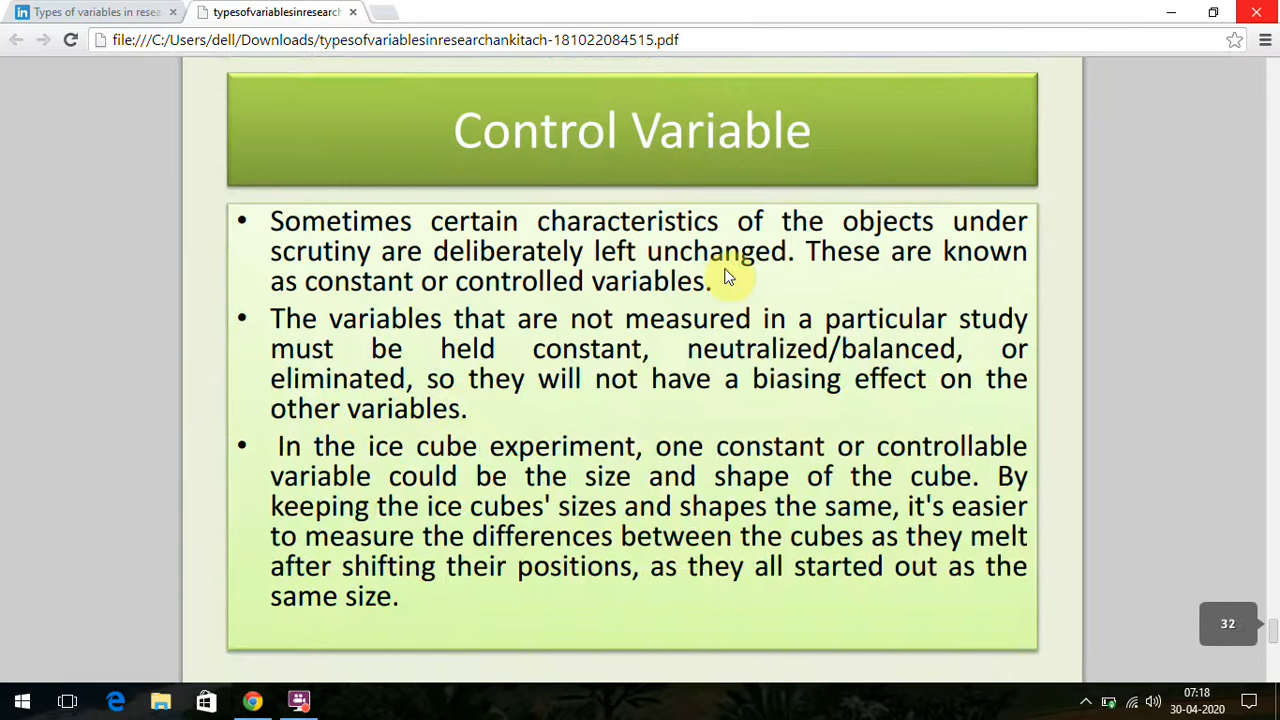 Types of variables in resea
typesofvariablesinresearch
file:///C:/Users/dell/Downloads/typesofvariablesinresearchankitach-181022084515.pdf
Control Variable
• Sometimes certain characteristics of the objects under
scrutiny are deliberately left unchanged. These are known
as constant or controlled variables.
• The variables that are not measured in a particular study
must be held constant, neutralized/balanced, or
eliminated, so they will not have a biasing effect on the
other variables.
• In the ice cube experiment, one constant or controllable
variable could be the size and shape of the cube. By
keeping the ice cubes' sizes and shapes the same, it's easier
to measure the differences between the cubes as they melt
after shifting their positions, as they all started out as the
same size.
32
07:18
30-04-2020